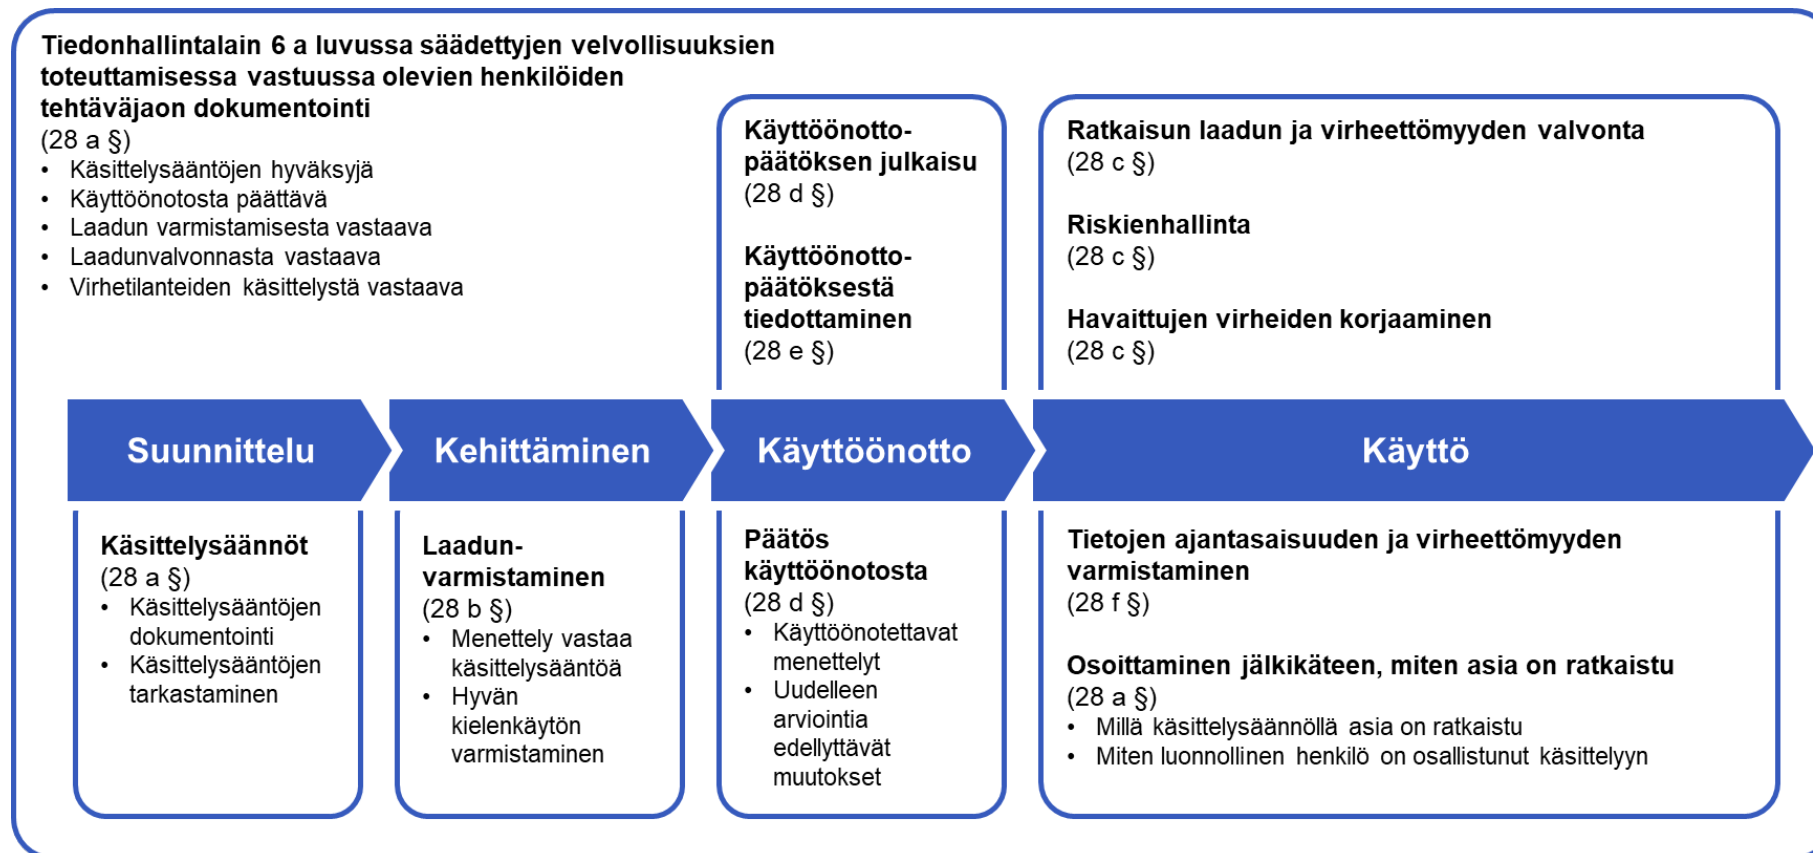 Tiedonhallintalain 6 a luvussa säädettyjen velvollisuuksien
toteuttamisessa vastuussa olevien henkilöiden
tehtäväjaon dokumentointi
(28 a §)
• Käsittelysääntöjen hyväksyjä
• Käyttöönotosta päättävä
• Laadun varmistamisesta vastaava
• Laadunvalvonnasta vastaava
• Virhetilanteiden käsittelystä vastaava
Käyttöönotto-
päätöksen julkaisu
(28 d §)
Käyttöönotto-
päätöksestä
tiedottaminen
(28 e §)
Ratkaisun laadun ja virheettömyyden valvonta
(28 c §)
Riskienhallinta
(28 c §)
Havaittujen virheiden korjaaminen
(28 c §)
Suunnittelu
Kehittäminen
Käyttöönotto
Käyttö
Käsittelysäännöt
(28 a §)
• Käsittelysääntöjen
dokumentointi
• Käsittelysääntöjen
tarkastaminen
Laadun-
varmistaminen
(28 b §)
• Menettely vastaa
käsittelysääntöä
• Hyvän
kielenkäytön
varmistaminen
Päätös
käyttöönotosta
(28 d §)
• Käyttöönotettavat
menettelyt
• Uudelleen
arviointia
edellyttävät
muutokset
Tietojen ajantasaisuuden ja virheettömyyden
varmistaminen
(28 f §)
Osoittaminen jälkikäteen, miten asia on ratkaistu
(28 a §)
• Millä käsittelysäännöllä asia on ratkaistu
• Miten luonnollinen henkilö on osallistunut käsittelyyn